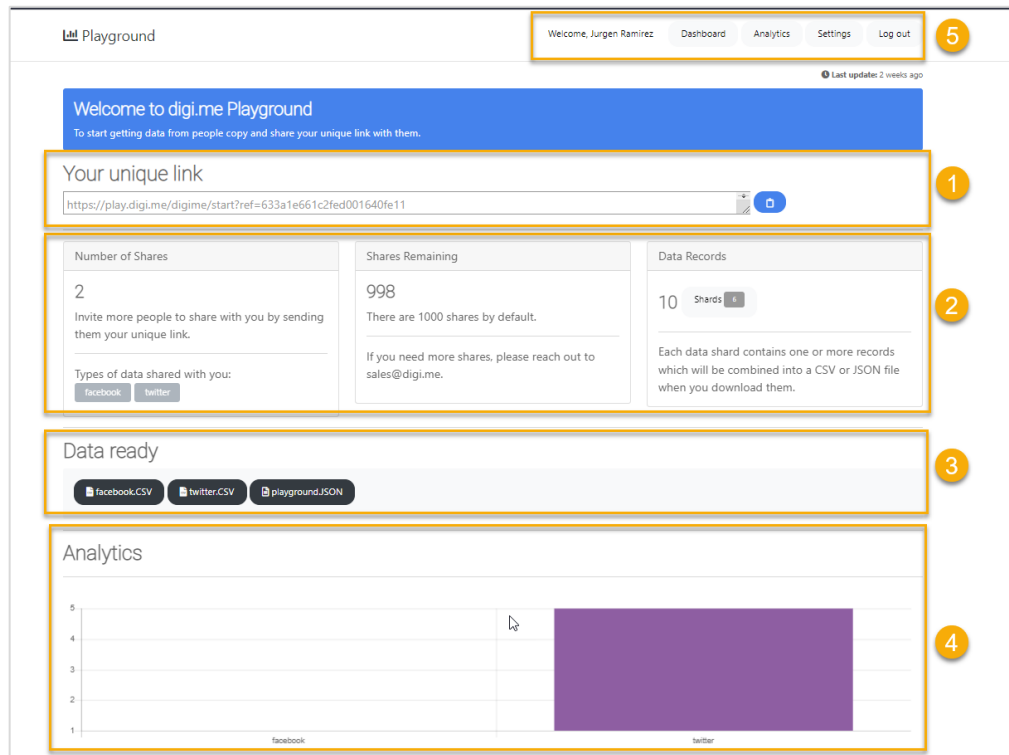 Playground
Welcome, Jurgen Ramirez Dashboard Analytics Settings Log out
5
Last update: 2 weeks ago
Welcome to digi.me Playground
To start getting data from people copy and share your unique link with them.
Your unique link
1
https://play.digi.me/digime/start?ref=633a1e661c2fed001640fe11
Number of Shares
2
Invite more people to share with you by sending
them your unique link.
Types of data shared with you:
facebook twitter
Shares Remaining
998
There are 1000 shares by default.
If you need more shares, please reach out to
sales@digi.me.
Data Records
10 Shards 6
Each data shard contains one or more records
which will be combined into a CSV or JSON file
when you download them.
2
Data ready
3
facebook.CSV twitter.CSV playground.JSON
Analytics
4
5
4
3
2
1
facebook twitter